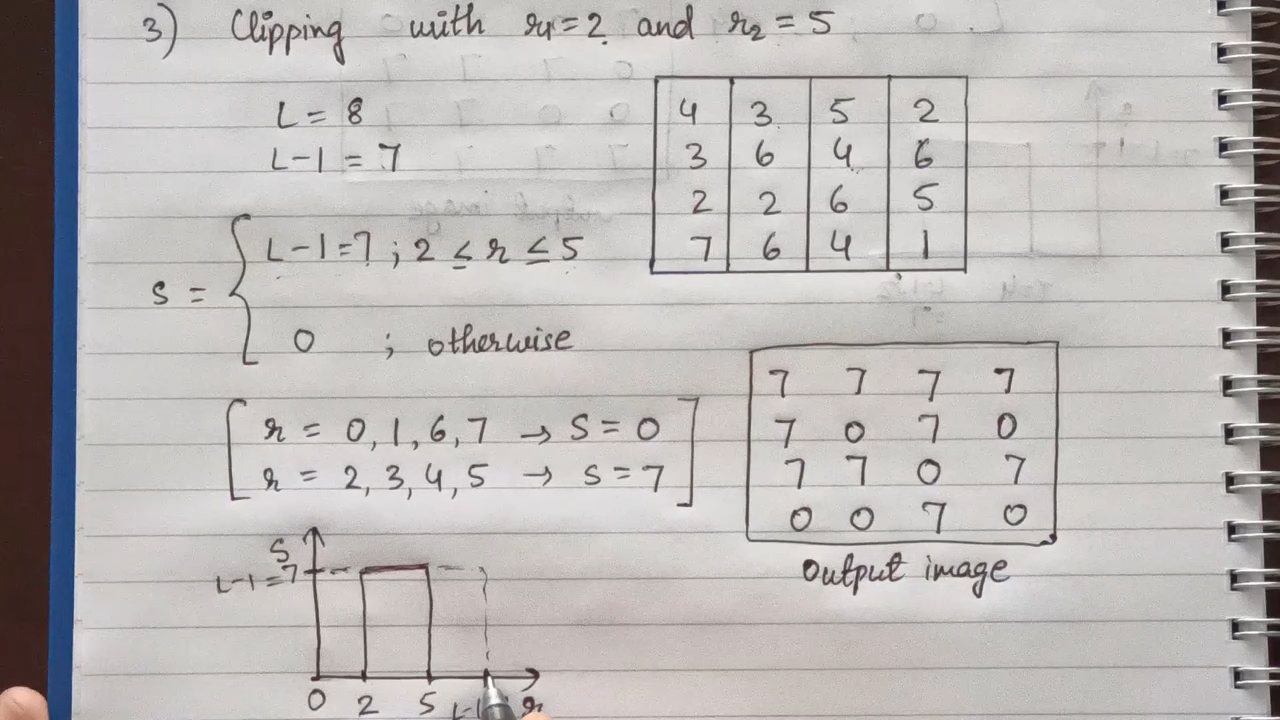 3) Clipping with r1=2 and r2 = 5
L = 8
L-1 = 7
4 3 5 2
3 6 4 6
2 2 6 5
7 6 4 1
s = { L-1=7 ; 2 ≤ r ≤ 5
0 ; otherwise
[ r = 0, 1, 6, 7 → S = 0
r = 2, 3, 4, 5 → S = 7 ]
7 7 7 7
7 0 7 0
7 7 0 7
0 0 7 0
Output image
S
L-1=7
0 2 5 L-1 r